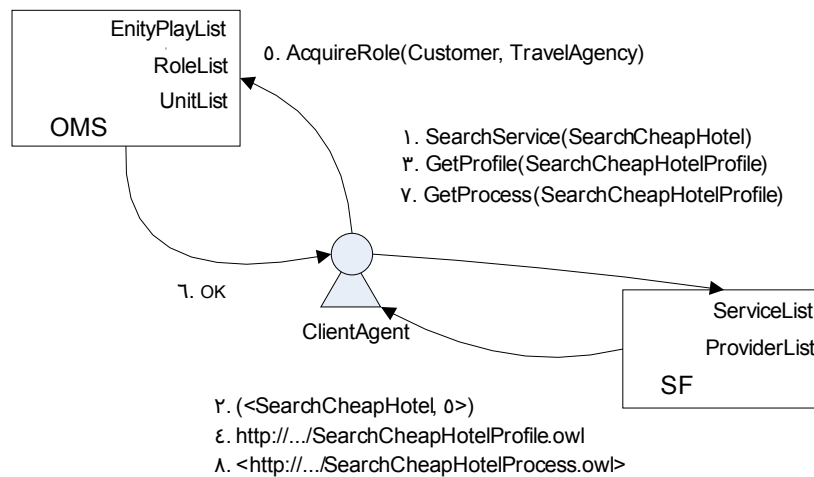 EnityPlayList
RoleList
UnitList
OMS
٥. AcquireRole(Customer, TravelAgency)
١. SearchService(SearchCheapHotel)
٣. GetProfile(SearchCheapHotelProfile)
٧. GetProcess(SearchCheapHotelProfile)
٦. OK
ClientAgent
ServiceList
ProviderList
SF
٢. (<SearchCheapHotel, ٥>)
٤. http://.../SearchCheapHotelProfile.owl
٨. <http://.../SearchCheapHotelProcess.owl>